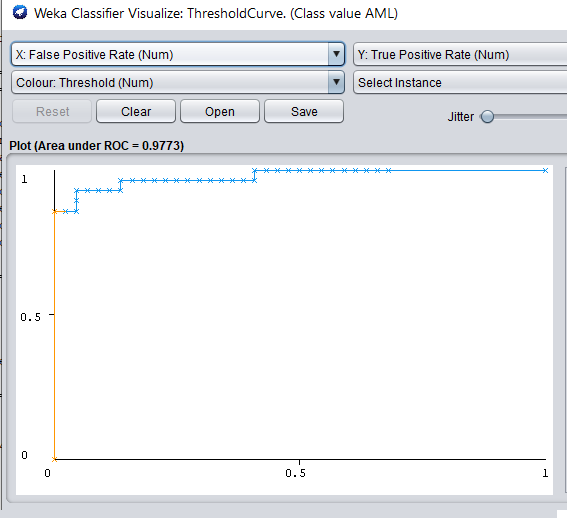 Weka Classifier Visualize: ThresholdCurve. (Class value AML)
X: False Positive Rate (Num) Y: True Positive Rate (Num)
Colour: Threshold (Num) Select Instance
Reset Clear Open Save Jitter
Plot (Area under ROC = 0.9773)
1
0.5
0
0 0.5 1